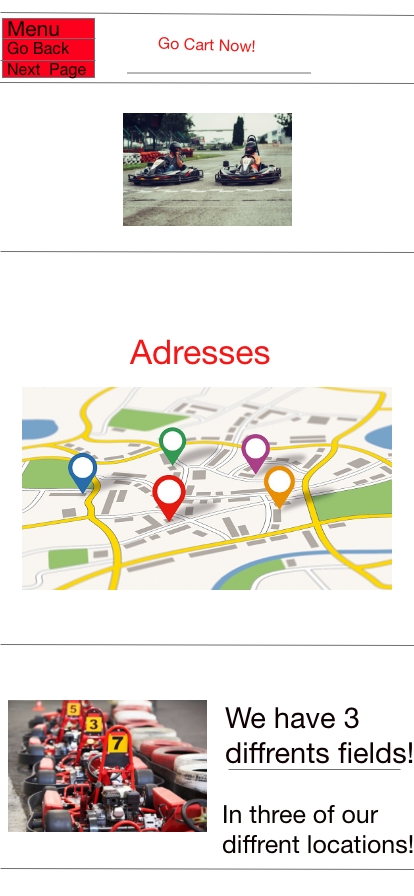 Menu
Go Back
Next Page
Go Cart Now!
Adresses
5
3
7
We have 3
diffrents fields!
In three of our
diffrent locations!